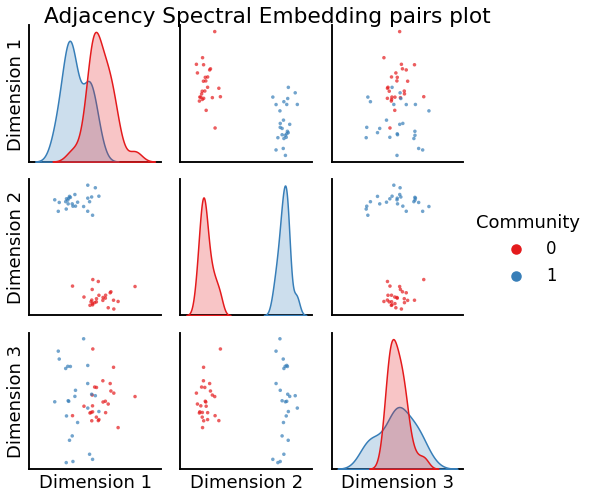 Adjacency Spectral Embedding pairs plot
Dimension 1
Dimension 2
Community
0
1
Dimension 3
Dimension 1
Dimension 2
Dimension 3